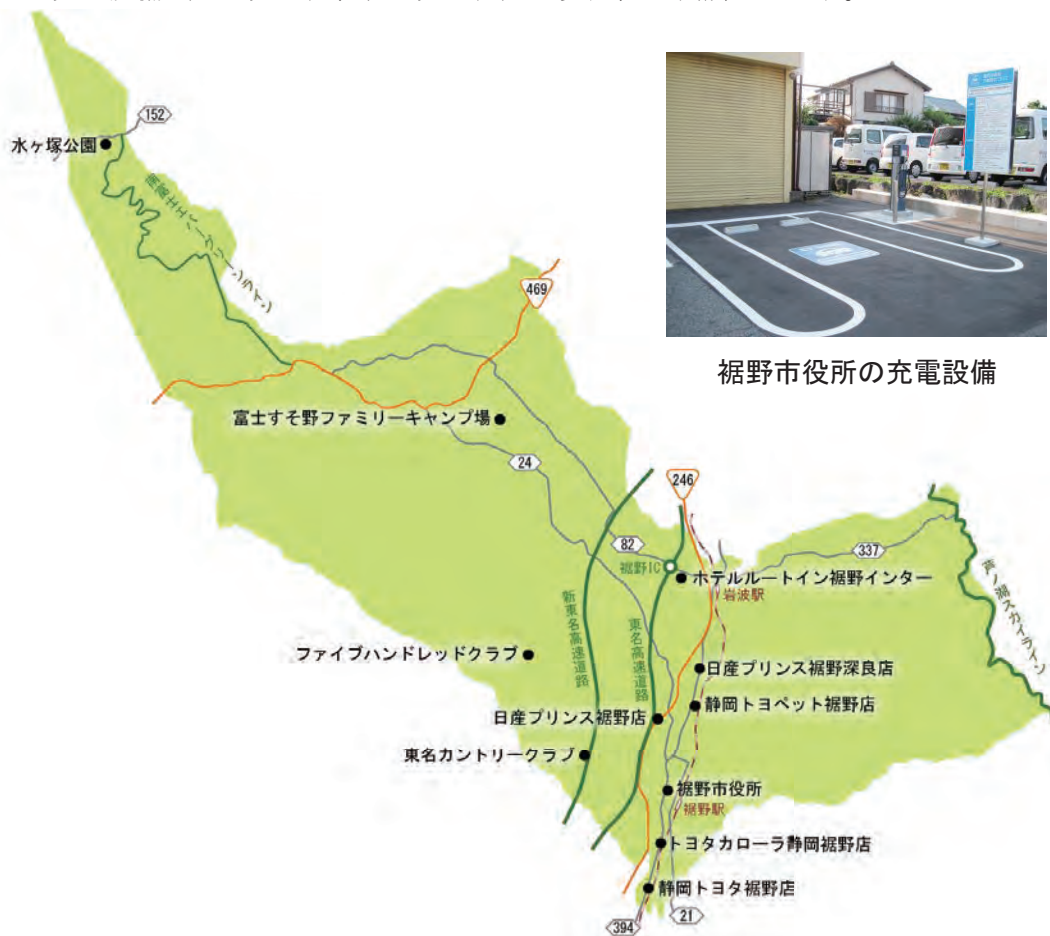 152
水ヶ塚公園
南富士エバーグリーンライン
469
裾野市役所の充電設備
富士すそ野ファミリーキャンプ場
24
246
82
337
裾野IC
ホテルルートイン裾野インター
岩波駅
芦ノ湖スカイライン
新東名高速道路
東名高速道路
ファイブハンドレッドクラブ
日産プリンス裾野深良店
静岡トヨペット裾野店
日産プリンス裾野店
東名カントリークラブ
裾野市役所
裾野駅
トヨタカローラ静岡裾野店
静岡トヨタ裾野店
21
394